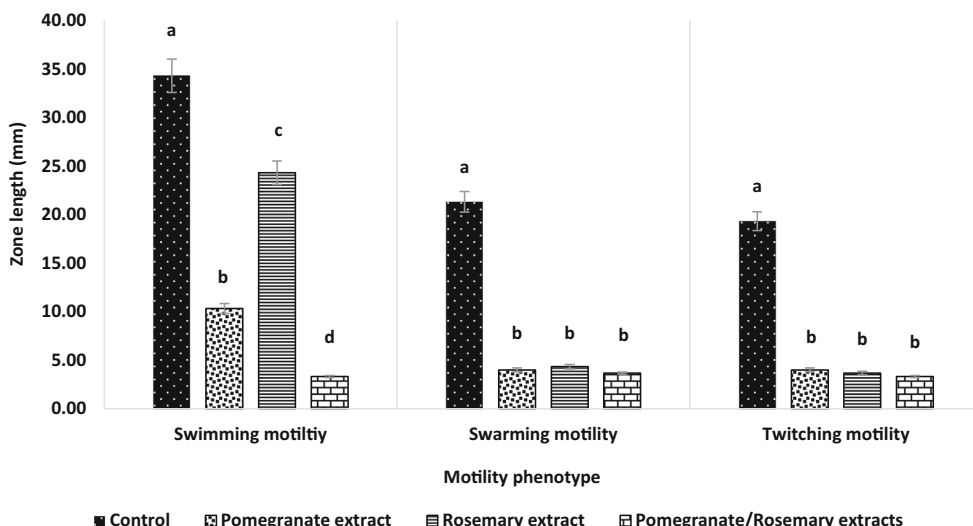 40.00
35.00
30.00
25.00
20.00
15.00
10.00
5.00
0.00
Zone length (mm)
a
b
c
d
a
b
b
b
a
b
b
b
Swimming motiltiy
Swarming motility
Twitching motility
Motility phenotype
Control
Pomegranate extract
Rosemary extract
Pomegranate/Rosemary extracts